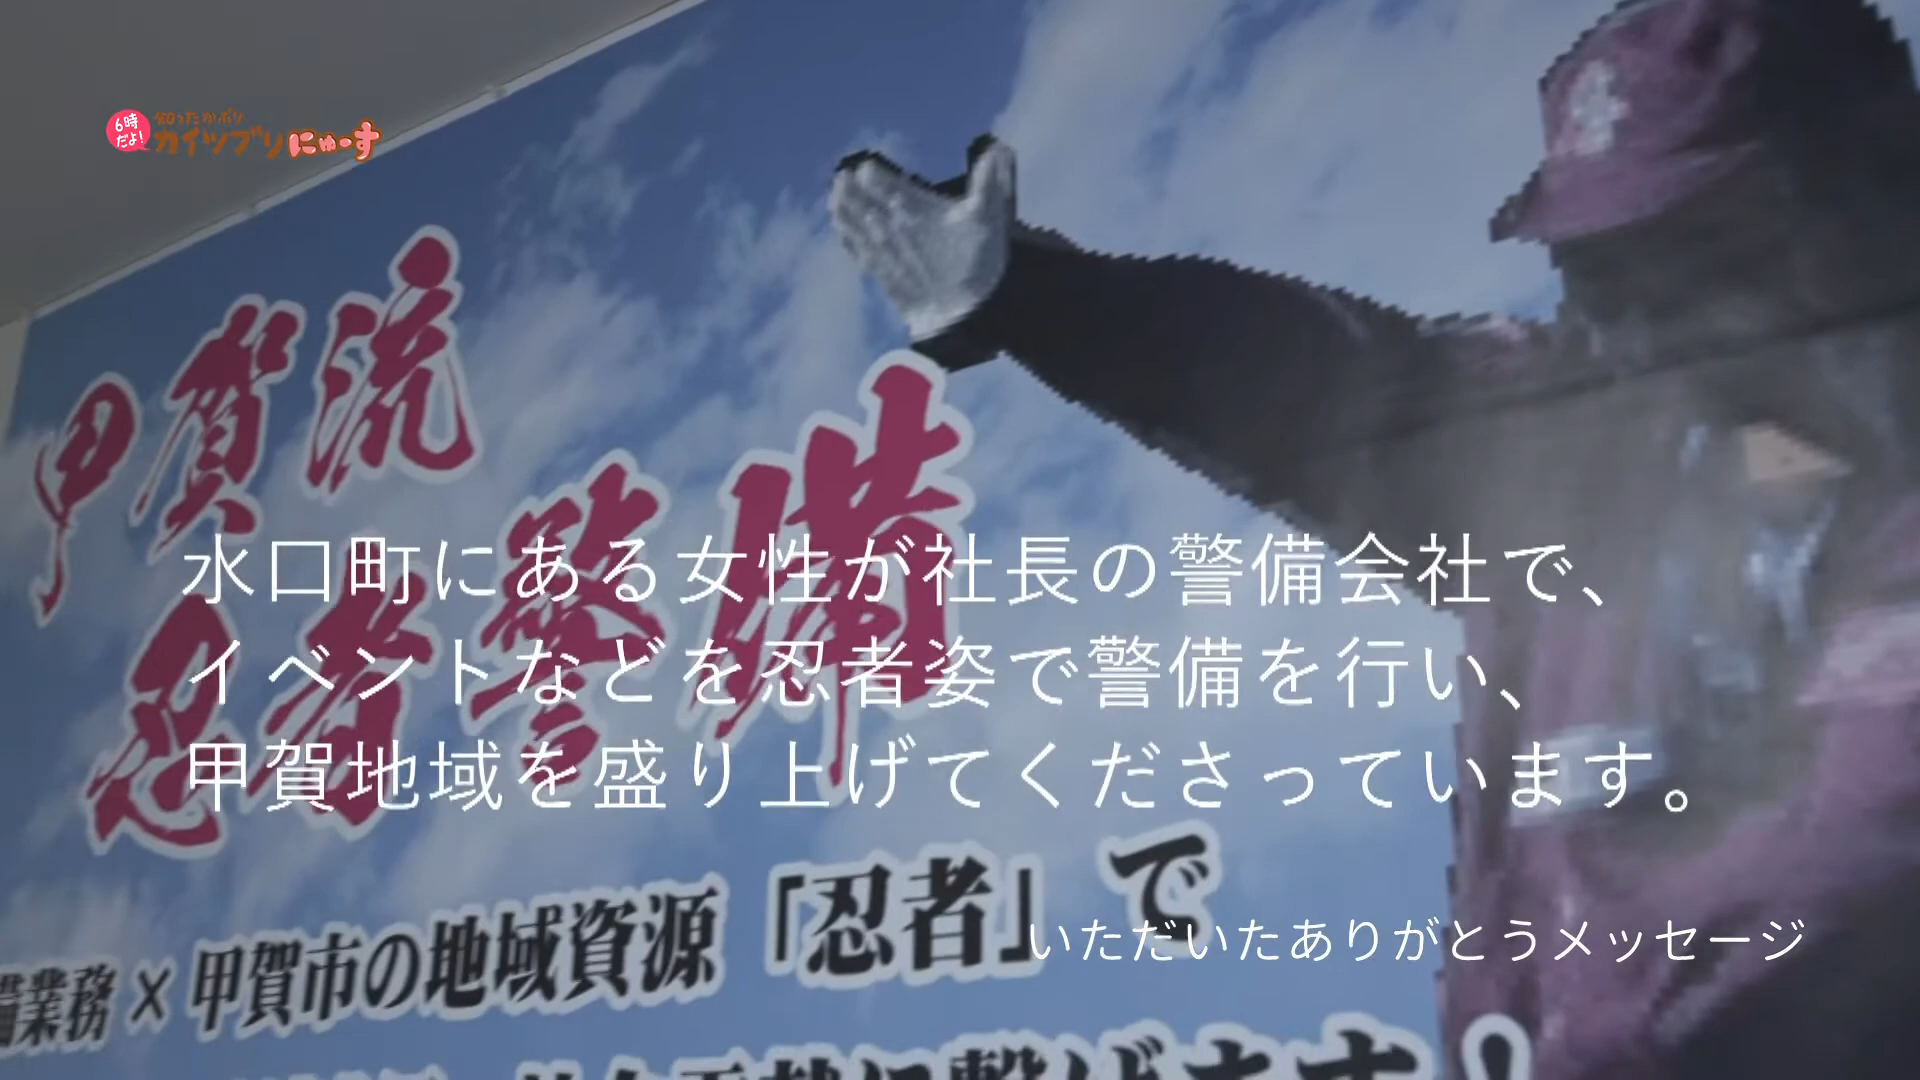 6時だよ!
知ったかぶり
カイツブリにゅーす
甲賀流
忍者警備
水口町にある女性が社長の警備会社で、
イベントなどを忍者姿で警備を行い、
甲賀地域を盛り上げてくださっています。
業務×甲賀市の地域資源「忍者」で
いただいたありがとうメッセージ